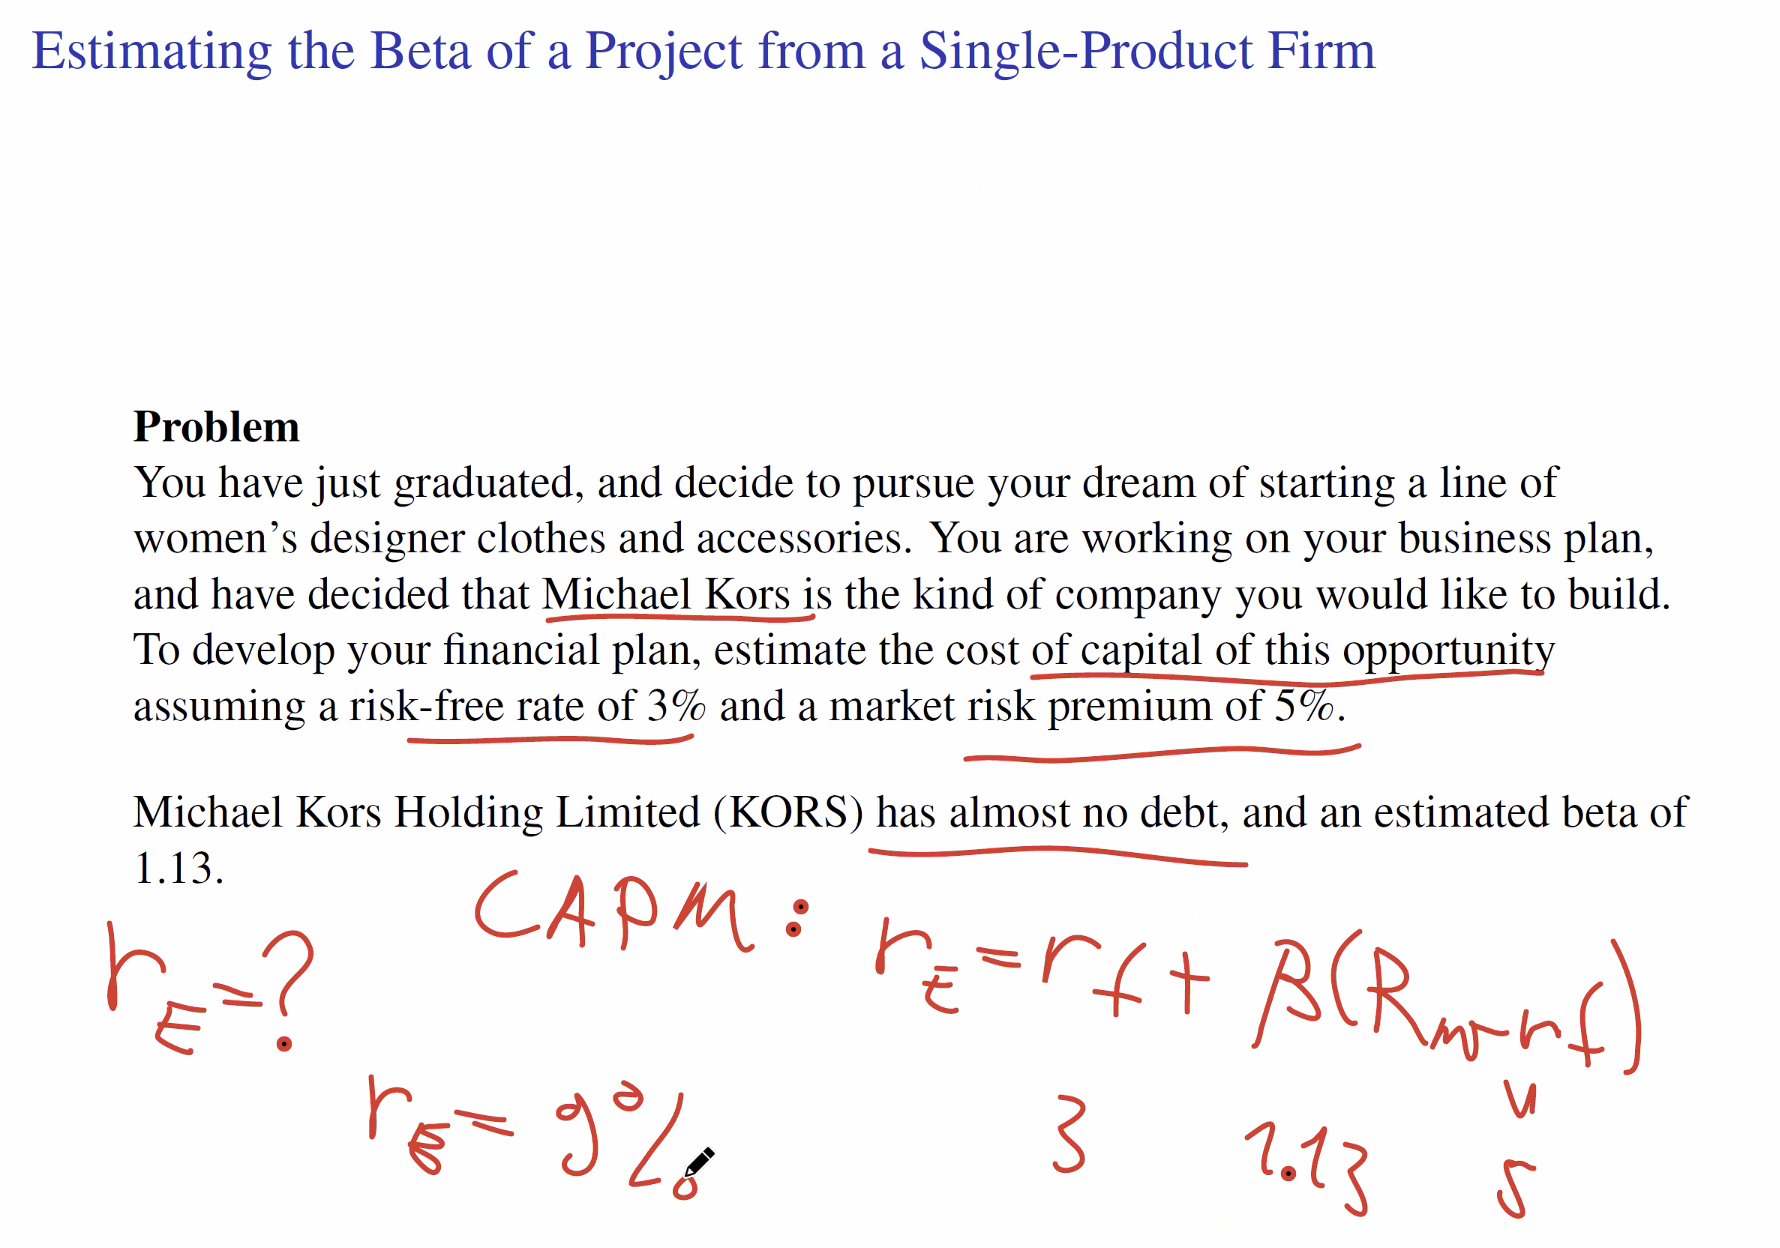 Estimating the Beta of a Project from a Single-Product Firm
Problem
You have just graduated, and decide to pursue your dream of starting a line of
women's designer clothes and accessories. You are working on your business plan,
and have decided that Michael Kors is the kind of company you would like to build.
To develop your financial plan, estimate the cost of capital of this opportunity
assuming a risk-free rate of 3% and a market risk premium of 5%.
Michael Kors Holding Limited (KORS) has almost no debt, and an estimated beta of
1.13.
CAPM: r_E = r_f + β(R_m - r_f)
r_E = ?
r_E = 9% 3 1.13 5